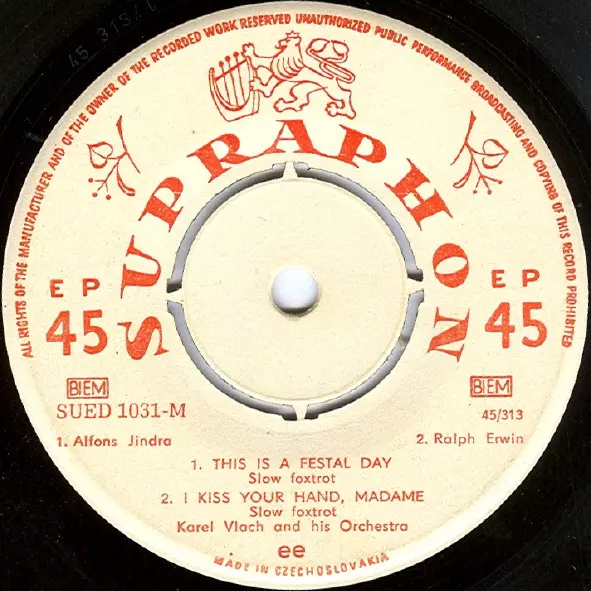 ALL RIGHTS OF THE MANUFACTURER AND OF THE OWNER OF THE RECORDED WORK RESERVED UNAUTHORIZED PUBLIC PERFORMANCE BROADCASTING AND COPYING OF THIS RECORD PROHIBITED
SUPRAPHON
EP 45
EP 45
BIEM
BIEM
SUED 1031-M
45/313
1. Alfons Jindra
2. Ralph Erwin
1. THIS IS A FESTAL DAY
Slow foxtrot
2. I KISS YOUR HAND, MADAME
Slow foxtrot
Karel Vlach and his Orchestra
ee
MADE IN CZECHOSLOVAKIA